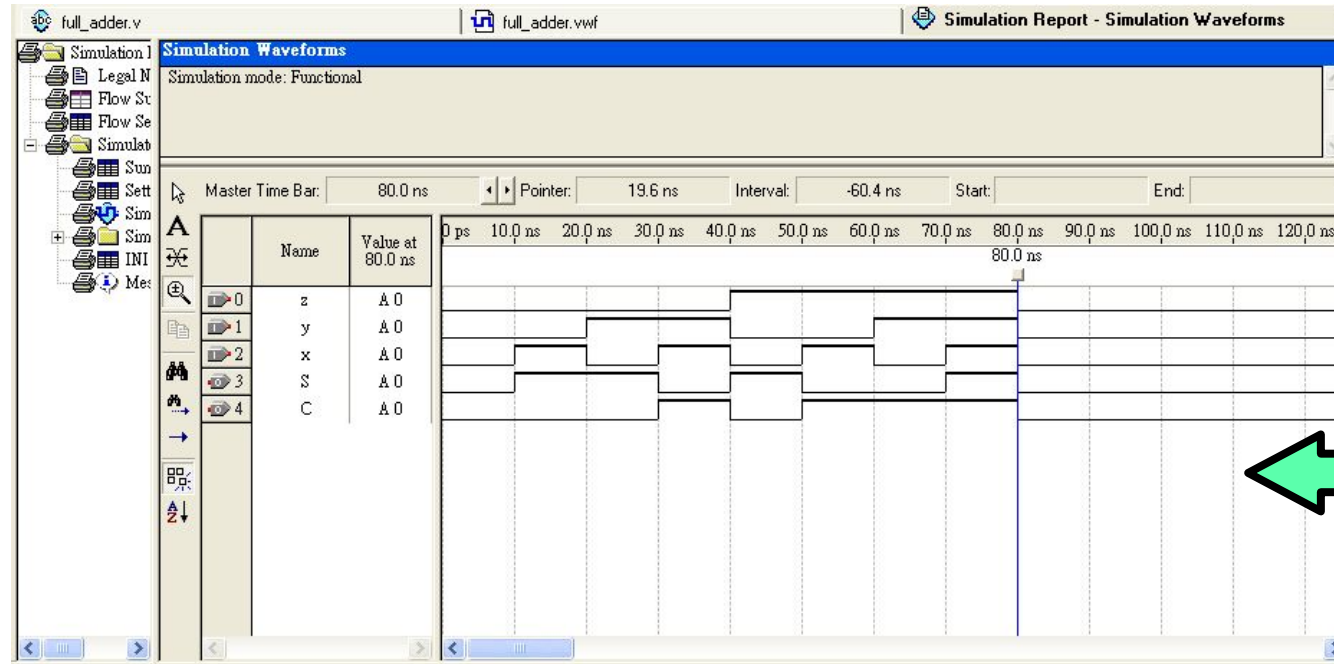 full_adder.v full_adder.vwf Simulation Report - Simulation Waveforms
Simulation Waveforms
Simulation mode: Functional
Legal N
Flow
Flow Se
Simulat
Sett
Sim
Sim
INI
Mes
Master Time Bar: 80.0 ns Pointer: 19.6 ns Interval: -60.4 ns Start: End:
Name Value at 80.0 ns
0 ps 10.0 ns 20.0 ns 30.0 ns 40.0 ns 50.0 ns 60.0 ns 70.0 ns 80.0 ns 90.0 ns 100.0 ns 110.0 ns 120.0 ns
80.0 ns
0 z A 0
1 y A 0
2 x A 0
3 S A 0
4 C A 0